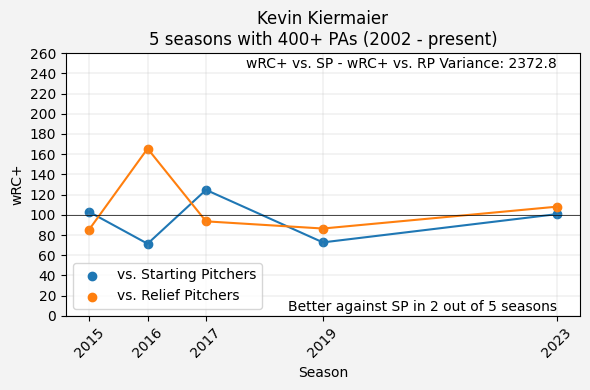 Kevin Kiermaier
5 seasons with 400+ PAs (2002 - present)
wRC+ vs. SP - wRC+ vs. RP Variance: 2372.8
260
240
220
200
180
160
140
120
100
80
60
40
20
0
wRC+
vs. Starting Pitchers
vs. Relief Pitchers
Better against SP in 2 out of 5 seasons
2015
2016
2017
2019
2023
Season